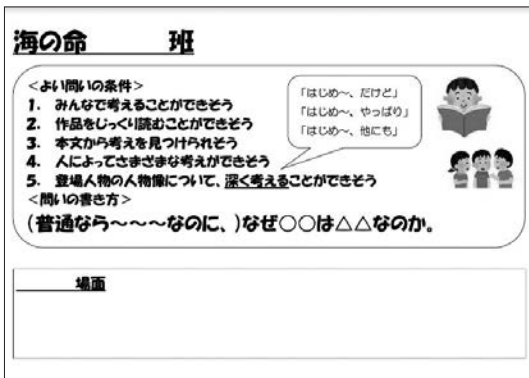 海の命　　　班
＜よい問いの条件＞
1.　みんなで考えることができそう
2.　作品をじっくり読むことができそう
3.　本文から考えを見つけられそう
4.　人によってさまざまな考えができそう
5.　登場人物の人物像について、深く考えることができそう
「はじめ～、だけど」
「はじめ～、やっぱり」
「はじめ～、他にも」
＜問いの書き方＞
（普通なら～～～なのに、）なぜ○○は△△なのか。
場面